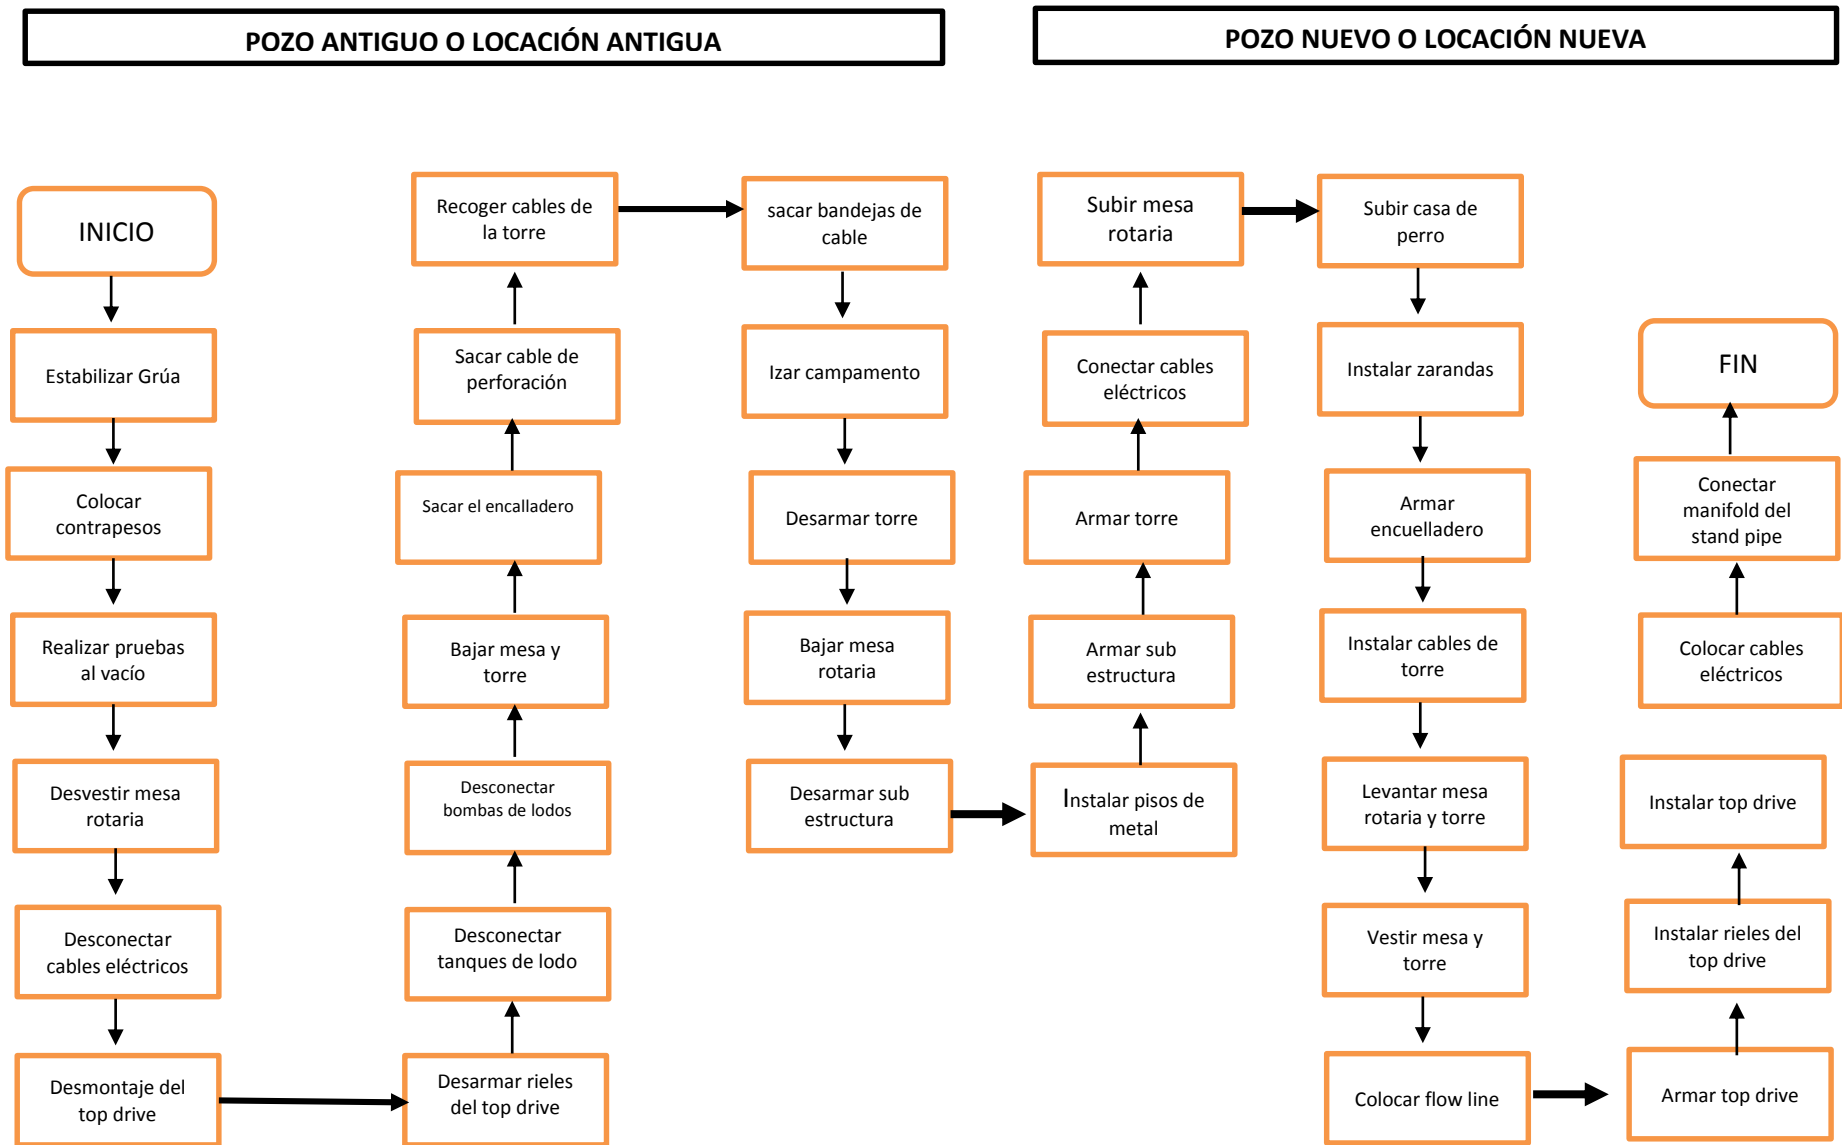 POZO ANTIGUO O LOCACIÓN ANTIGUA
POZO NUEVO O LOCACIÓN NUEVA
INICIO
Estabilizar Grúa
Colocar
contrapesos
Realizar pruebas
al vacío
Desvestir mesa
rotaria
Desconectar
cables eléctricos
Desmontaje del
top drive
Desarmar rieles
del top drive
Desconectar
tanques de lodo
Desconectar
bombas de lodos
Bajar mesa y
torre
Sacar el encalladero
Sacar cable de
perforación
Recoger cables de
la torre
sacar bandejas de
cable
Izar campamento
Desarmar torre
Bajar mesa
rotaria
Desarmar sub
estructura
Instalar pisos de
metal
Armar sub
estructura
Armar torre
Conectar cables
eléctricos
Subir mesa
rotaria
Subir casa de
perro
Instalar zarandas
Armar
encuelladero
Instalar cables de
torre
Levantar mesa
rotaria y torre
Vestir mesa y
torre
Colocar flow line
Armar top drive
Instalar rieles del
top drive
Instalar top drive
Colocar cables
eléctricos
Conectar
manifold del
stand pipe
FIN